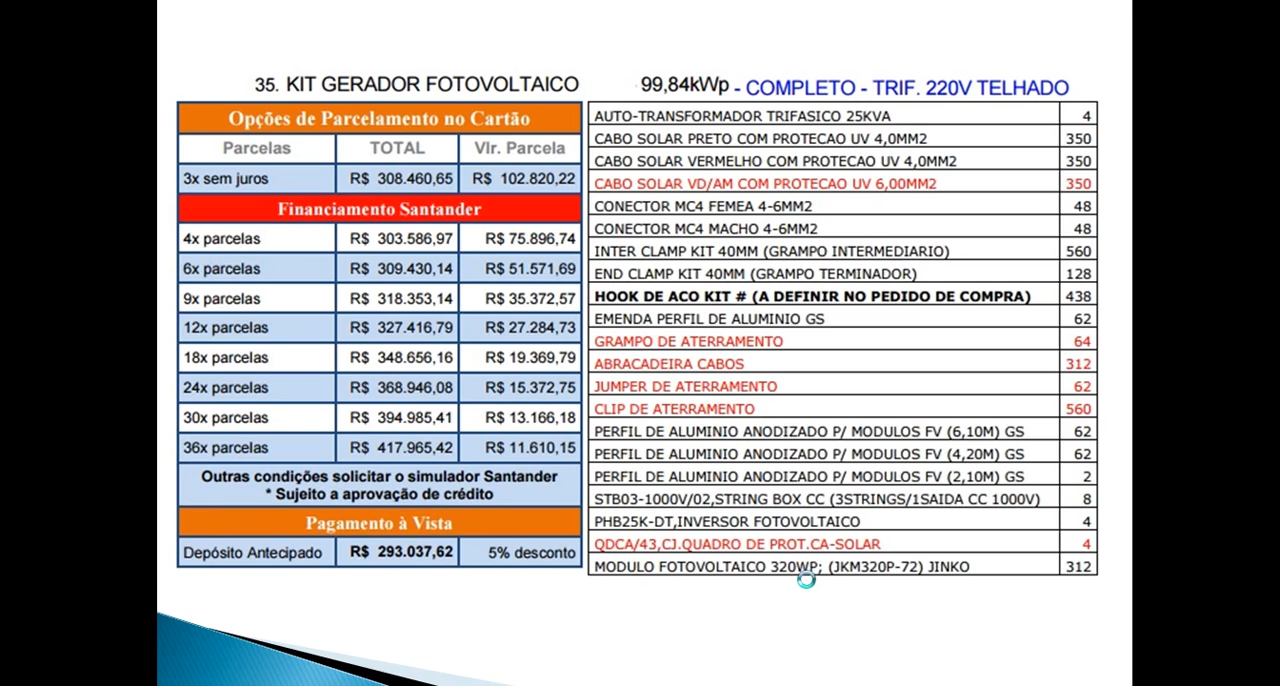 35. KIT GERADOR FOTOVOLTAICO 99,84kWp - COMPLETO - TRIF. 220V TELHADO
Opções de Parcelamento no Cartão
Parcelas TOTAL Vlr. Parcela
3x sem juros R$ 308.460,65 R$ 102.820,22
Financiamento Santander
4x parcelas R$ 303.586,97 R$ 75.896,74
6x parcelas R$ 309.430,14 R$ 51.571,69
9x parcelas R$ 318.353,14 R$ 35.372,57
12x parcelas R$ 327.416,79 R$ 27.284,73
18x parcelas R$ 348.656,16 R$ 19.369,79
24x parcelas R$ 368.946,08 R$ 15.372,75
30x parcelas R$ 394.985,41 R$ 13.166,18
36x parcelas R$ 417.965,42 R$ 11.610,15
Outras condições solicitar o simulador Santander
* Sujeito a aprovação de crédito
Pagamento à Vista
Depósito Antecipado R$ 293.037,62 5% desconto
AUTO-TRANSFORMADOR TRIFASICO 25KVA 4
CABO SOLAR PRETO COM PROTECAO UV 4,0MM2 350
CABO SOLAR VERMELHO COM PROTECAO UV 4,0MM2 350
CABO SOLAR VD/AM COM PROTECAO UV 6,00MM2 350
CONECTOR MC4 FEMEA 4-6MM2 48
CONECTOR MC4 MACHO 4-6MM2 48
INTER CLAMP KIT 40MM (GRAMPO INTERMEDIARIO) 560
END CLAMP KIT 40MM (GRAMPO TERMINADOR) 128
HOOK DE ACO KIT # (A DEFINIR NO PEDIDO DE COMPRA) 438
EMENDA PERFIL DE ALUMINIO GS 62
GRAMPO DE ATERRAMENTO 64
ABRACADEIRA CABOS 312
JUMPER DE ATERRAMENTO 62
CLIP DE ATERRAMENTO 560
PERFIL DE ALUMINIO ANODIZADO P/ MODULOS FV (6,10M) GS 62
PERFIL DE ALUMINIO ANODIZADO P/ MODULOS FV (4,20M) GS 62
PERFIL DE ALUMINIO ANODIZADO P/ MODULOS FV (2,10M) GS 2
STB03-1000V/02,STRING BOX CC (3STRINGS/1SAIDA CC 1000V) 8
PHB25K-DT,INVERSOR FOTOVOLTAICO 4
QDCA/43,CJ.QUADRO DE PROT.CA-SOLAR 4
MODULO FOTOVOLTAICO 320WP; (JKM320P-72) JINKO 312